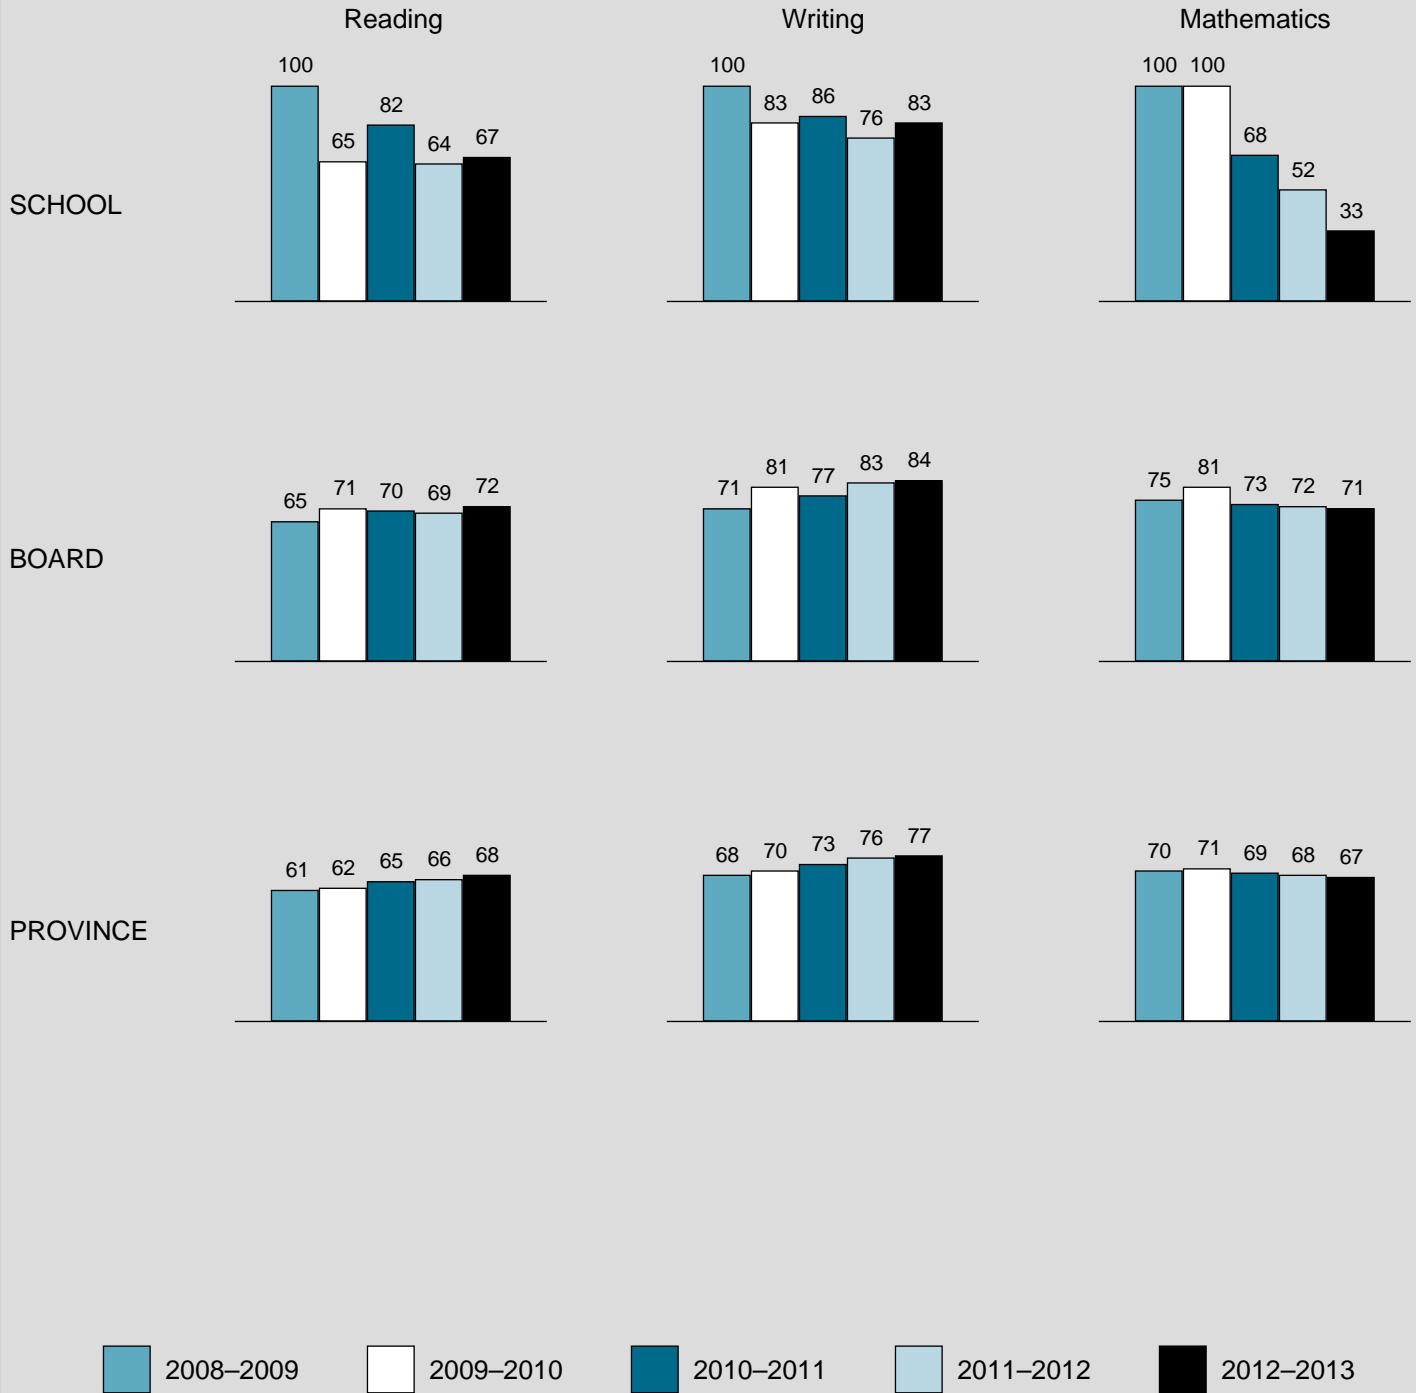 Reading Writing Mathematics
100 65 82 64 67
100 83 86 76 83
100 100 68 52 33
SCHOOL
65 71 70 69 72
71 81 77 83 84
75 81 73 72 71
BOARD
61 62 65 66 68
68 70 73 76 77
70 71 69 68 67
PROVINCE
2008–2009 2009–2010 2010–2011 2011–2012 2012–2013